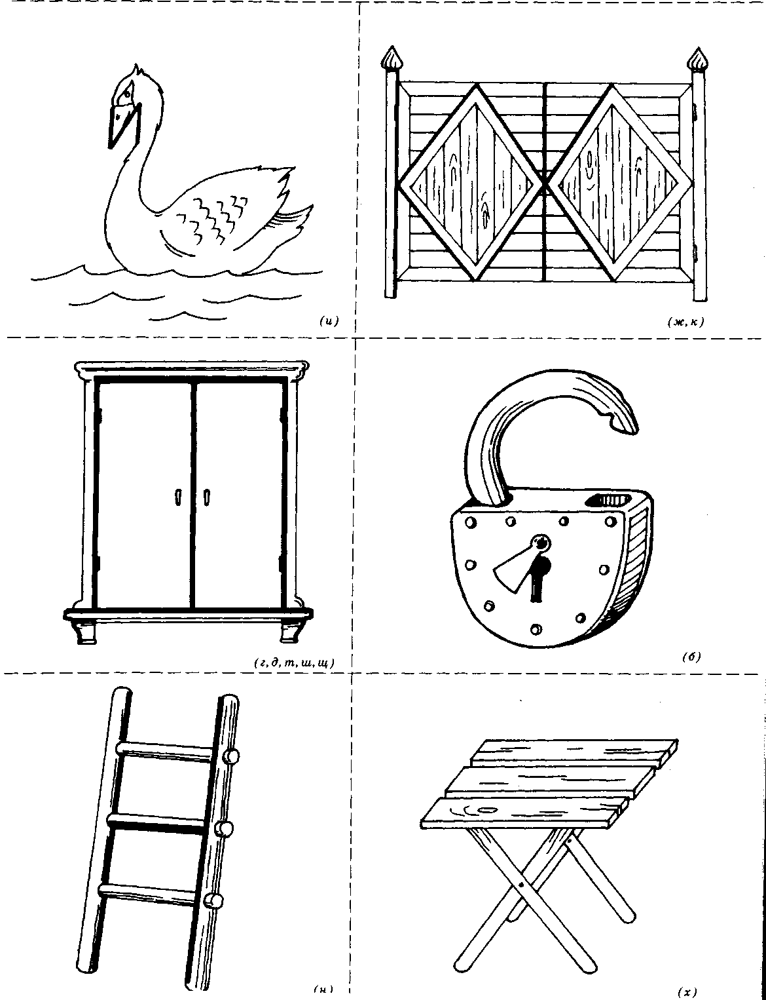 (и)
(ж, к)
(г, д, т, ш, щ)
(б)
(н)
(х)